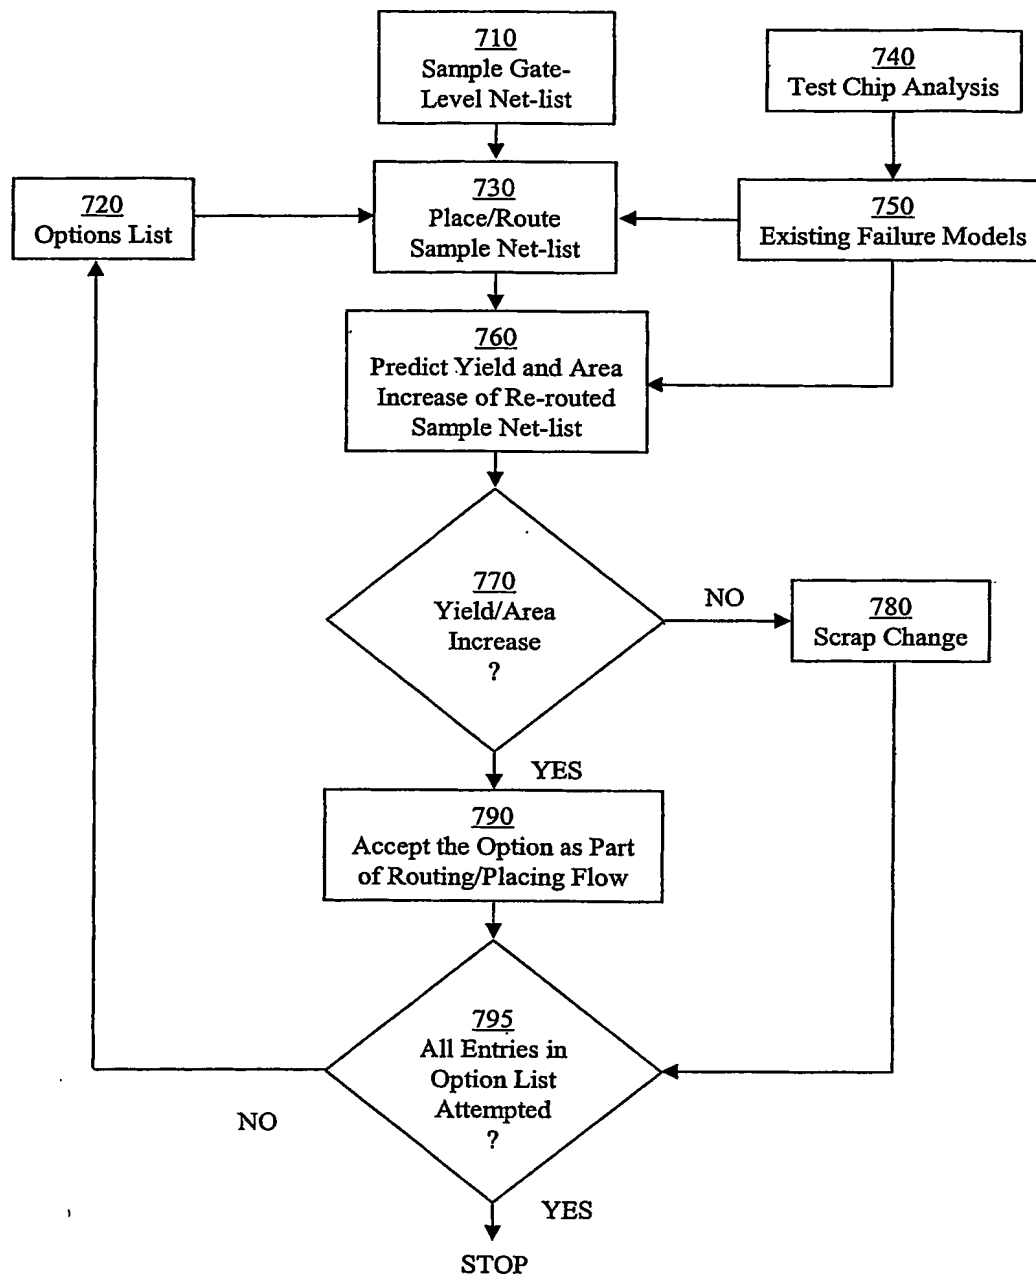 710
Sample Gate-
Level Net-list
740
Test Chip Analysis
720
Options List
730
Place/Route
Sample Net-list
750
Existing Failure Models
760
Predict Yield and Area
Increase of Re-routed
Sample Net-list
770
Yield/Area
Increase
?
NO
780
Scrap Change
YES
790
Accept the Option as Part
of Routing/Placing Flow
795
All Entries in
Option List
Attempted
?
NO
YES
STOP